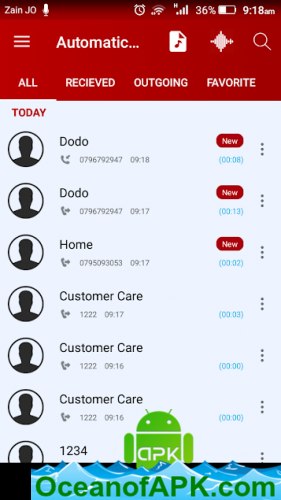 Zain JO 36% 9:18am
Automatic...
ALL RECIEVED OUTGOING FAVORITE
TODAY
Dodo New
0796792947 09:18 (00:08)
Dodo New
0796792947 09:17 (00:13)
Home New
0795093053 09:17 (00:02)
Customer Care
1222 09:17 (00:03)
Customer Care
1222 09:16 (00:00)
Customer Care
1222 09:16 (00:00)
1234
APK
OceanofAPK.com